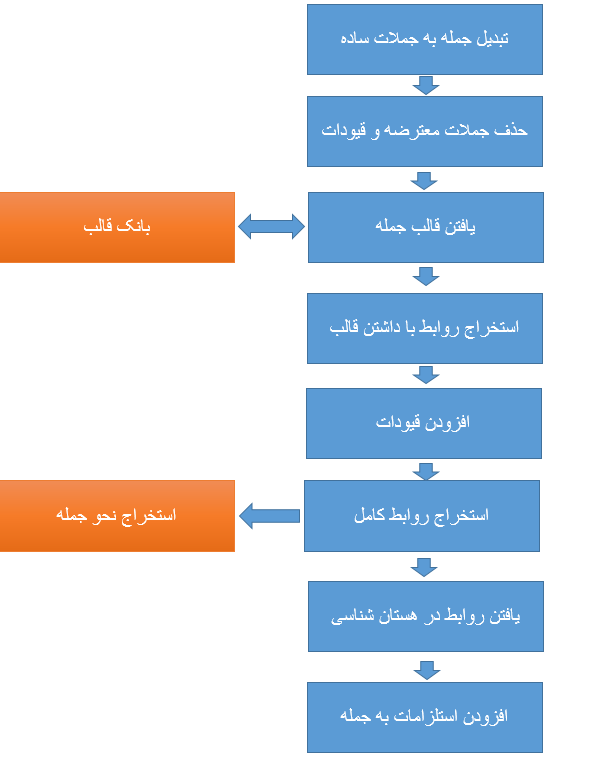 تبدیل جمله به جملات ساده
حذف جملات معترضه و قیودات
یافتن قالب جمله
بانک قالب
استخراج روابط با داشتن قالب
افزودن قیودات
استخراج روابط کامل
استخراج نحو جمله
یافتن روابط در هستان شناسی
افزودن استلزامات به جمله